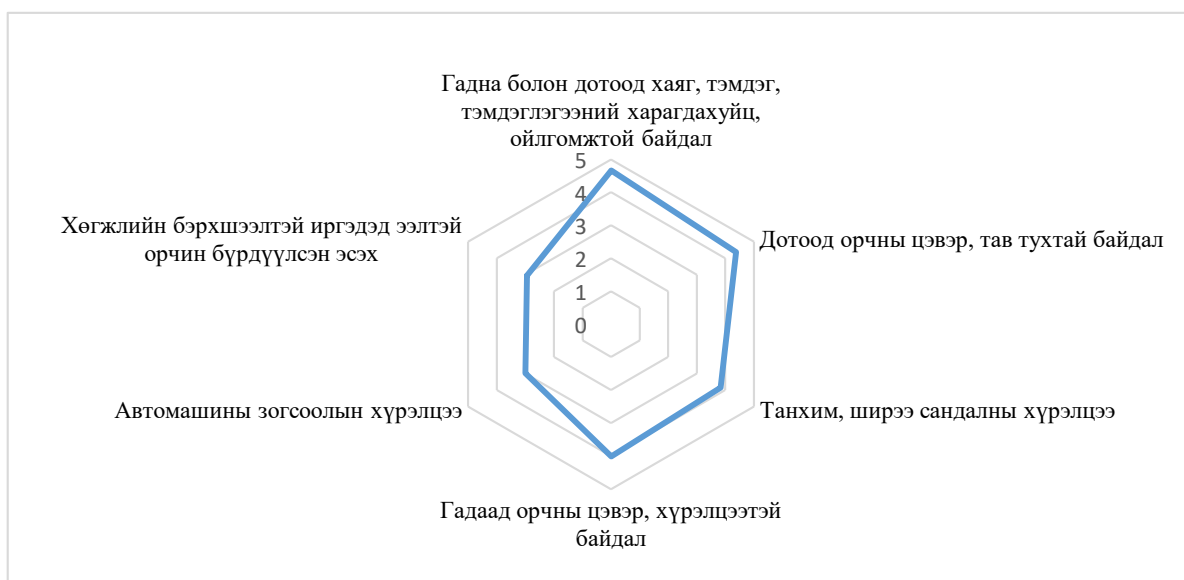 Гадна болон дотоод хаяг, тэмдэг,
тэмдэглэгээний харагдахуйц,
ойлгомжтой байдал
5
4
3
2
1
0
Хөгжлийн бэрхшээлтэй иргэдэд ээлтэй
орчин бүрдүүлсэн эсэх
Дотоод орчны цэвэр, тав тухтай байдал
Автомашины зогсоолын хүрэлцээ
Танхим, ширээ сандалны хүрэлцээ
Гадаад орчны цэвэр, хүрэлцээтэй
байдал